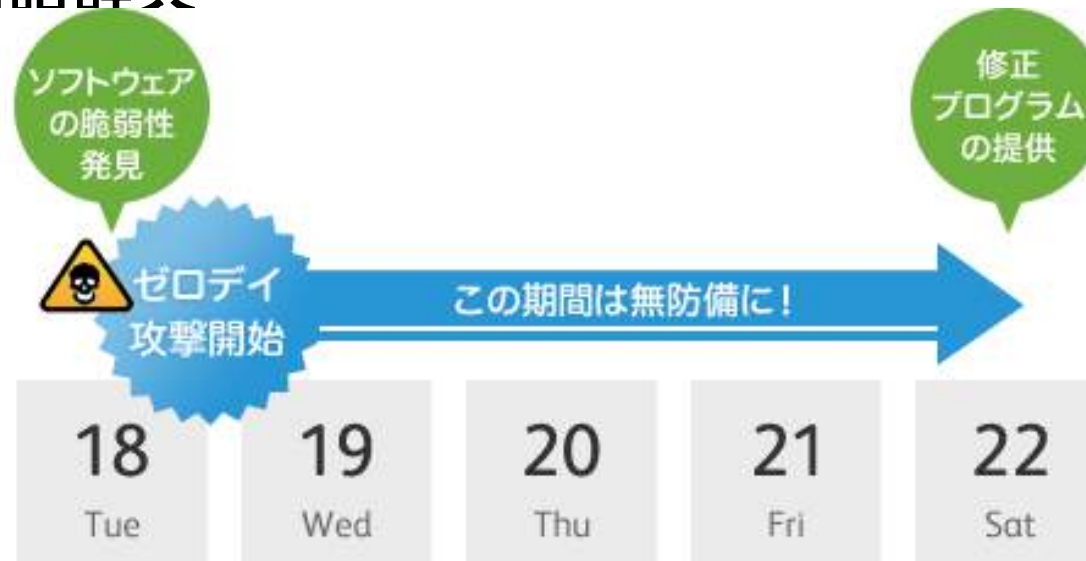 ソフトウェア
の脆弱性
発見
修正
プログラム
の提供
ゼロデイ
攻撃開始
この期間は無防備に！
18
19
20
21
22
Tue
Wed
Thu
Fri
Sat